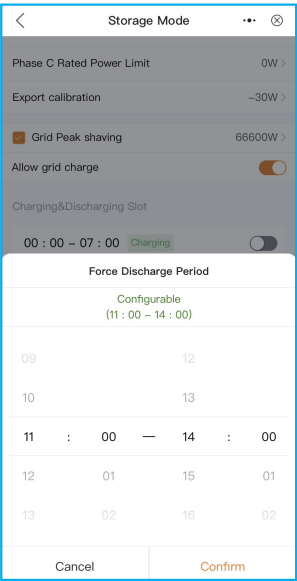 Storage Mode
Phase C Rated Power Limit 0W
Export calibration –30W
Grid Peak shaving 66600W
Allow grid charge
Charging&Discharging Slot
00 : 00 – 07 : 00 Charging
Force Discharge Period
Configurable
(11 : 00 – 14 : 00)
09 12
10 13
11 : 00 — 14 : 00
12 01 15 01
13 02 16 02
Cancel Confirm